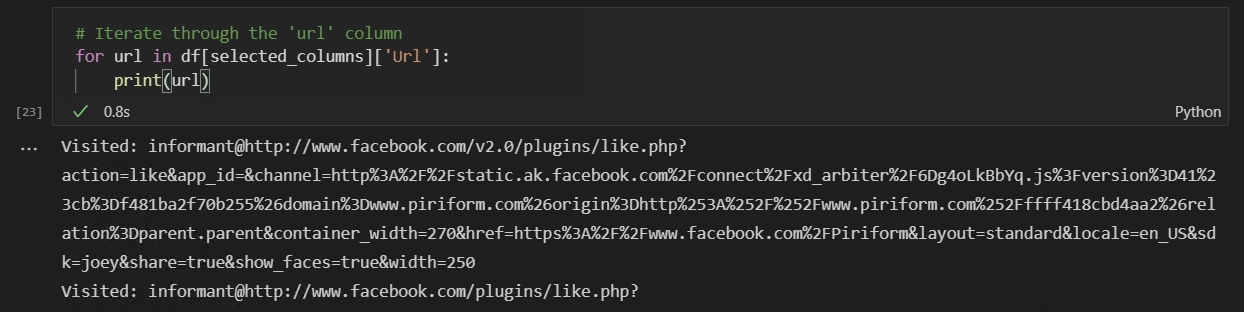 # Iterate through the 'url' column
for url in df[selected_columns]['Url']:
    print(url)
[23]
0.8s
Python
... Visited: informant@http://www.facebook.com/v2.0/plugins/like.php?
action=like&app_id=&channel=http%3A%2F%2Fstatic.ak.facebook.com%2Fconnect%2Fxd_arbiter%2F6Dg4oLkBbYq.js%3Fversion%3D41%2
3cb%3Df481ba2f70b255%26domain%3Dwww.piriform.com%26origin%3Dhttp%253A%252F%252Fwww.piriform.com%252Fffff418cbd4aa2%26rel
ation%3Dparent.parent&container_width=270&href=https%3A%2F%2Fwww.facebook.com%2FPiriform&layout=standard&locale=en_US&sd
k=joey&share=true&show_faces=true&width=250
Visited: informant@http://www.facebook.com/plugins/like.php?